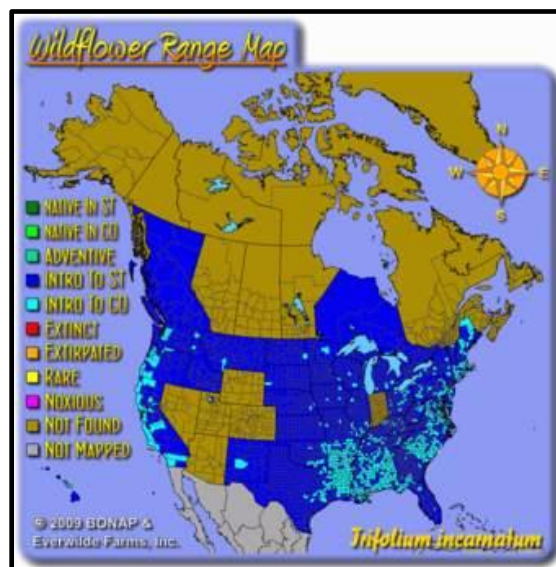 Wildflower Range Map
N
W
E
S
Native In ST
Native In CO
Adventive
Intro To ST
Intro To CO
Extinct
Extirpated
Rare
Noxious
Not Found
Not Mapped
© 2009 BONAP &
Everwilde Farms, Inc.
Trifolium incarnatum